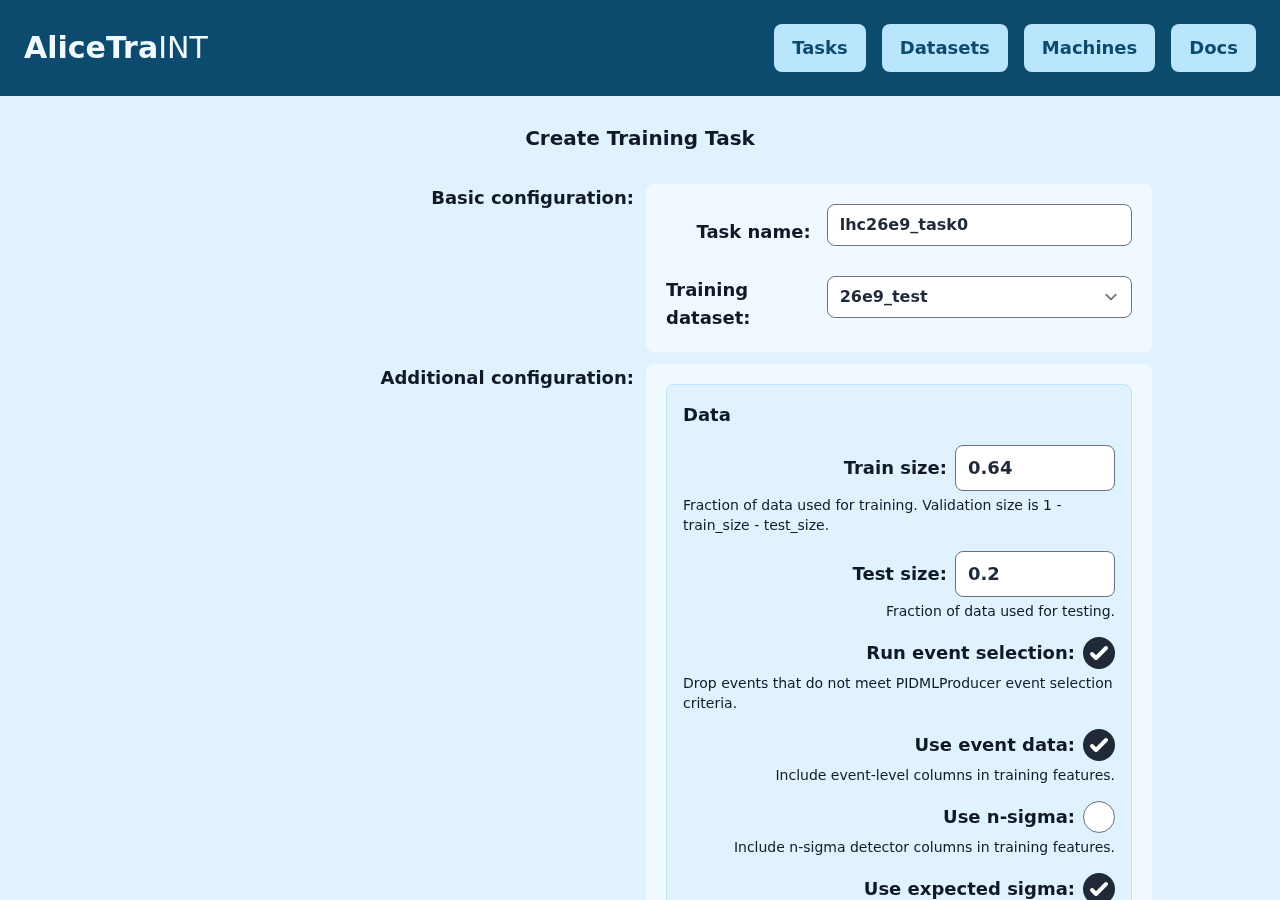 AliceTraINT
Tasks
Datasets
Machines
Docs
Create Training Task
Basic configuration:
Task name:
lhc26e9_task0
Training
dataset:
26e9_test
Additional configuration:
Data
Train size:
0.64
Fraction of data used for training. Validation size is 1 -
train_size - test_size.
Test size:
0.2
Fraction of data used for testing.
Run event selection:
Drop events that do not meet PIDMLProducer event selection
criteria.
Use event data:
Include event-level columns in training features.
Use n-sigma:
Include n-sigma detector columns in training features.
Use expected sigma: